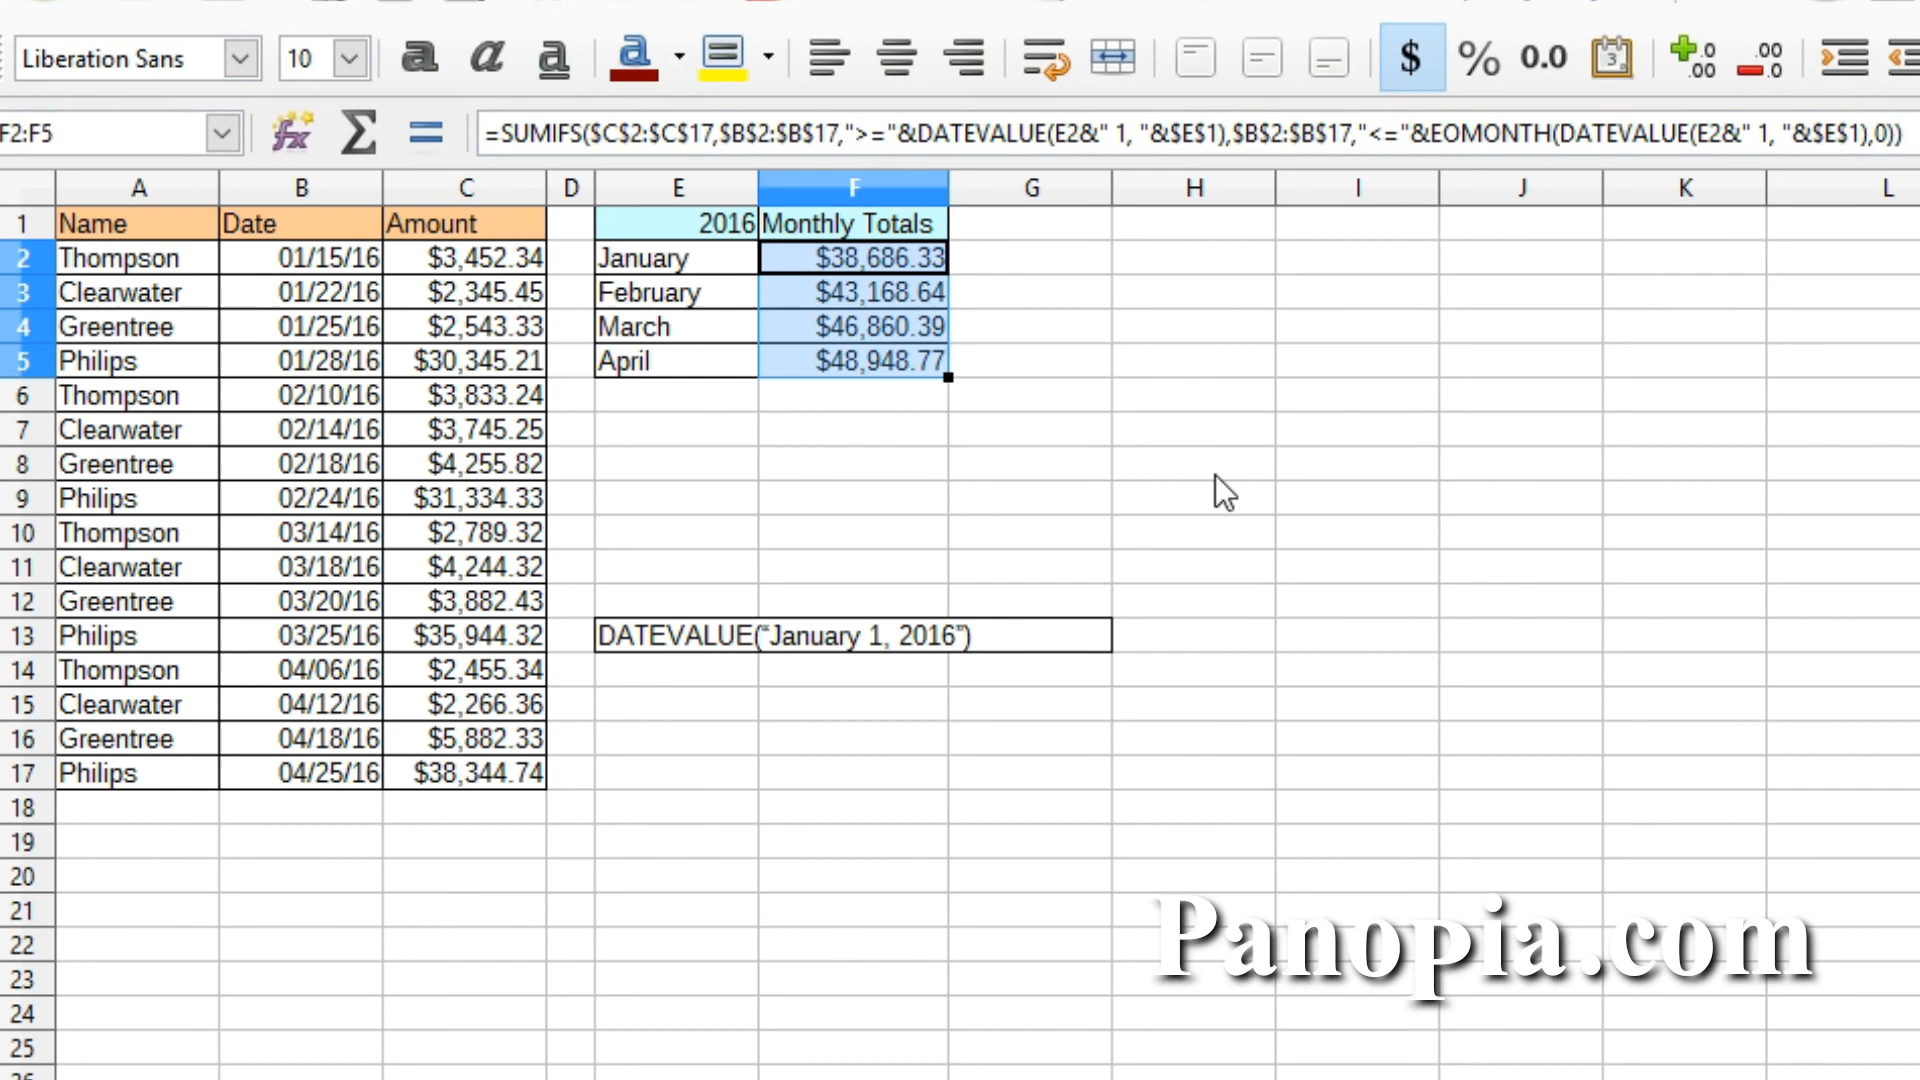 Liberation Sans 10 a a a a $ % 0.0 3 .0 .00 .00 .0
F2:F5 fx Σ = =SUMIFS($C$2:$C$17,$B$2:$B$17,">="&DATEVALUE(E2&" 1, "&$E$1),$B$2:$B$17,"<="&EOMONTH(DATEVALUE(E2&" 1, "&$E$1),0))
A B C D E F G H I J K L
1 Name Date Amount 2016 Monthly Totals
2 Thompson 01/15/16 $3,452.34 January $38,686.33
3 Clearwater 01/22/16 $2,345.45 February $43,168.64
4 Greentree 01/25/16 $2,543.33 March $46,860.39
5 Philips 01/28/16 $30,345.21 April $48,948.77
6 Thompson 02/10/16 $3,833.24
7 Clearwater 02/14/16 $3,745.25
8 Greentree 02/18/16 $4,255.82
9 Philips 02/24/16 $31,334.33
10 Thompson 03/14/16 $2,789.32
11 Clearwater 03/18/16 $4,244.32
12 Greentree 03/20/16 $3,882.43
13 Philips 03/25/16 $35,944.32 DATEVALUE(“January 1, 2016”)
14 Thompson 04/06/16 $2,455.34
15 Clearwater 04/12/16 $2,266.36
16 Greentree 04/18/16 $5,882.33
17 Philips 04/25/16 $38,344.74
18
19
20
21
22
23
24
25
Panopia.com